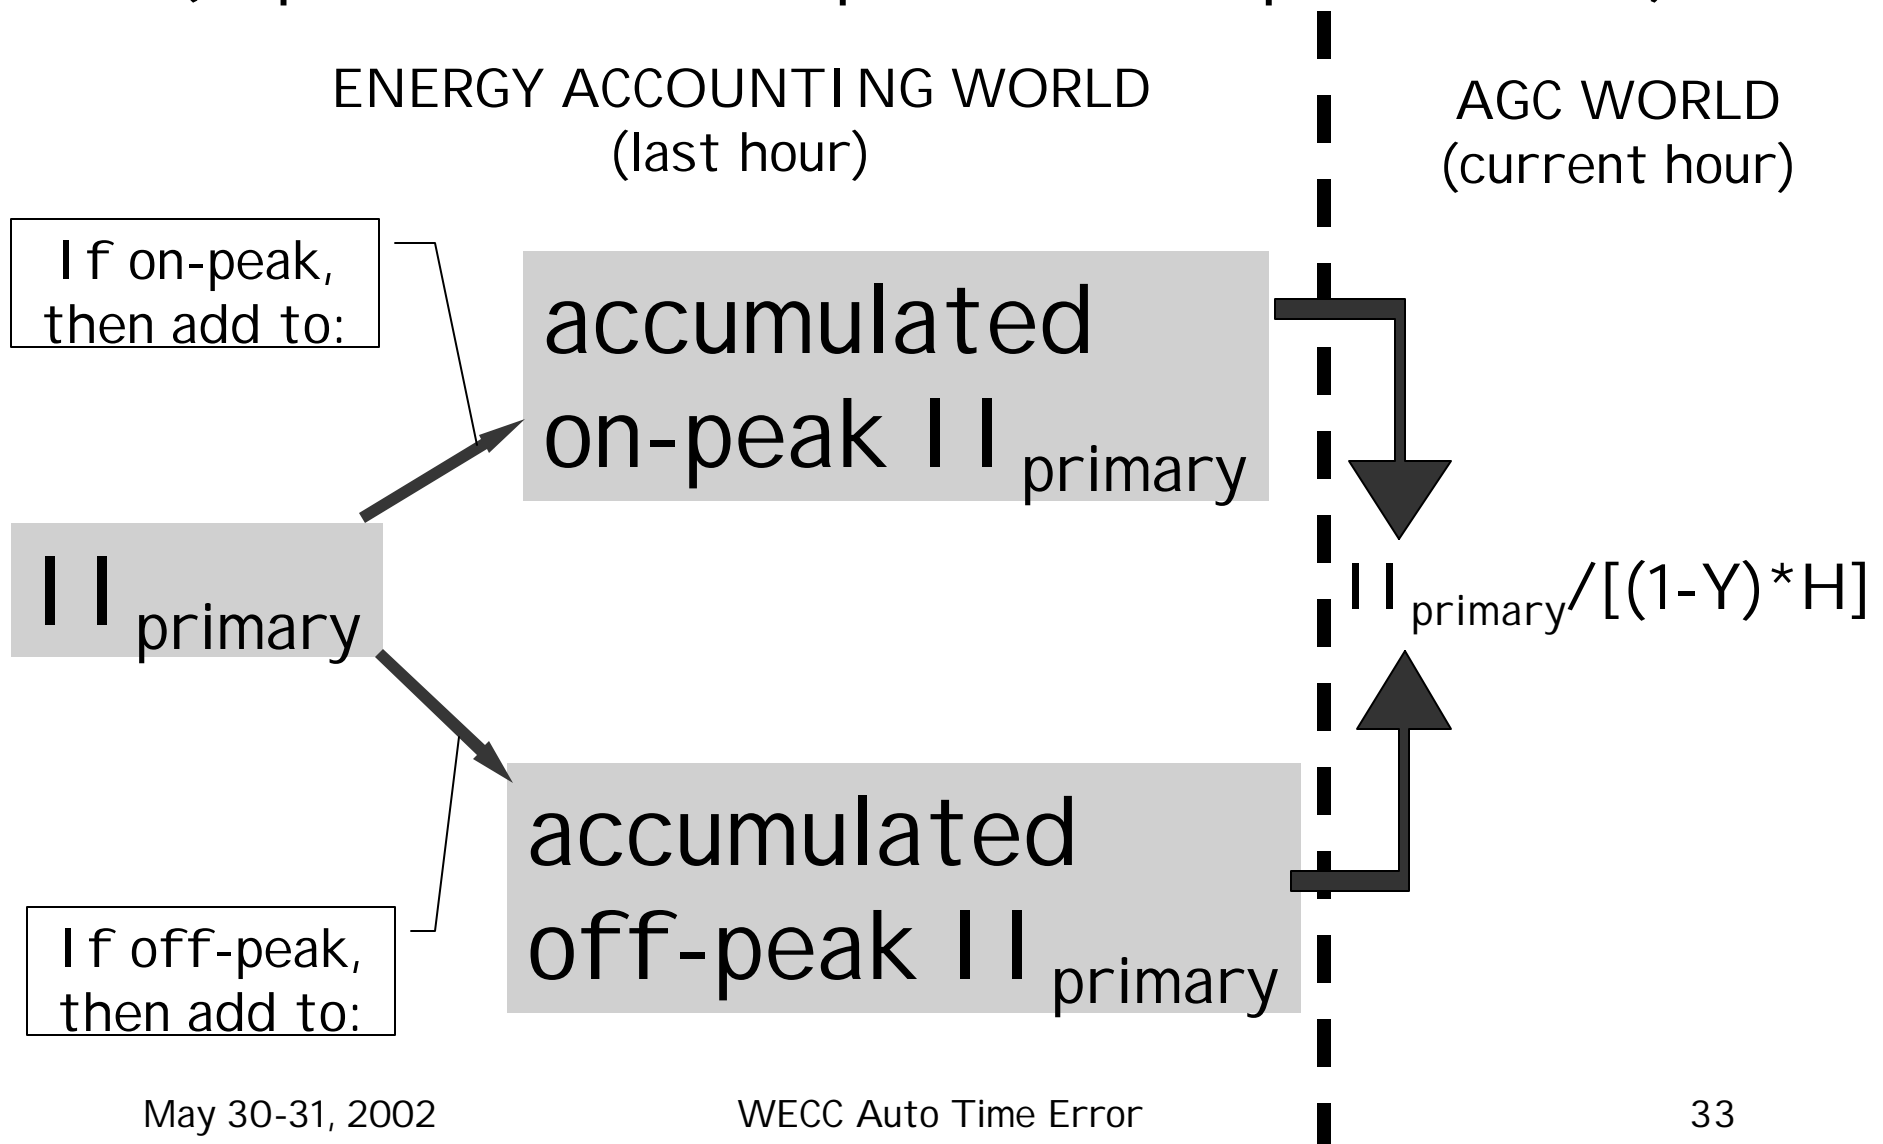 ENERGY ACCOUNTING WORLD
(last hour)
AGC WORLD
(current hour)
If on-peak,
then add to:
accumulated
on-peak II primary
II primary
II primary/[(1-Y)*H]
accumulated
off-peak II primary
If off-peak,
then add to:
May 30-31, 2002
WECC Auto Time Error
33